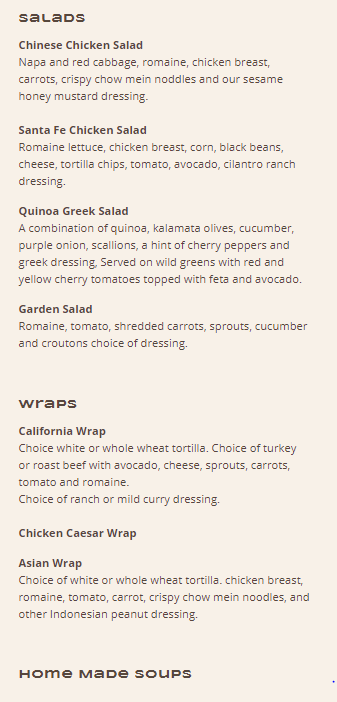 salads
Chinese Chicken Salad
Napa and red cabbage, romaine, chicken breast,
carrots, crispy chow mein noddles and our sesame
honey mustard dressing.
Santa Fe Chicken Salad
Romaine lettuce, chicken breast, corn, black beans,
cheese, tortilla chips, tomato, avocado, cilantro ranch
dressing.
Quinoa Greek Salad
A combination of quinoa, kalamata olives, cucumber,
purple onion, scallions, a hint of cherry peppers and
greek dressing, Served on wild greens with red and
yellow cherry tomatoes topped with feta and avocado.
Garden Salad
Romaine, tomato, shredded carrots, sprouts, cucumber
and croutons choice of dressing.
wraps
California Wrap
Choice white or whole wheat tortilla. Choice of turkey
or roast beef with avocado, cheese, sprouts, carrots,
tomato and romaine.
Choice of ranch or mild curry dressing.
Chicken Caesar Wrap
Asian Wrap
Choice of white or whole wheat tortilla. chicken breast,
romaine, tomato, carrot, crispy chow mein noodles, and
other Indonesian peanut dressing.
Home Made Soups